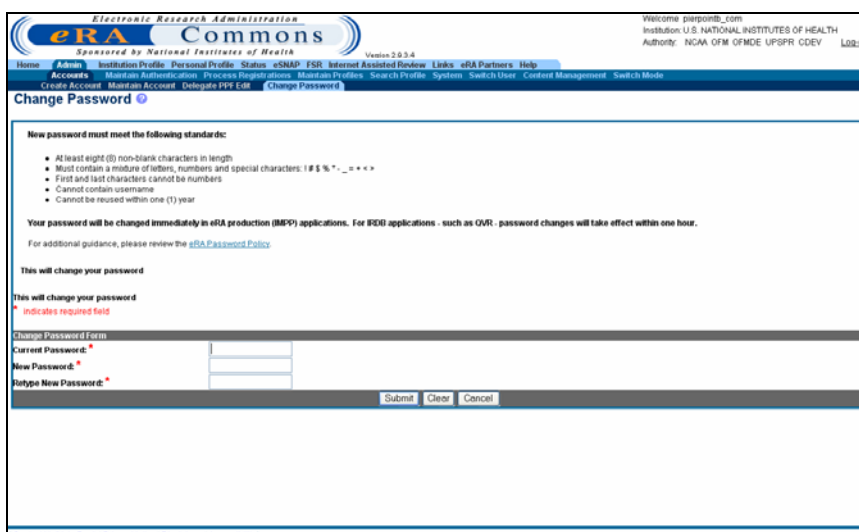 Electronic Research Administration
eRA Commons
Sponsored by National Institutes of Health
Version 2.9.3.4
Welcome pierpointb_com
Institution: U.S. NATIONAL INSTITUTES OF HEALTH
Authority: NCAA OFM OFMDE UPSPR CDEV Log-
Home Admin Institution Profile Personal Profile Status eSNAP FSR Internet Assisted Review Links eRA Partners Help
Accounts Maintain Authentication Process Registrations Maintain Profiles Search Profile System Switch User Content Management Switch Mode
Create Account Maintain Account Delegate PPF Edit Change Password
Change Password ?
New password must meet the following standards:
• At least eight (8) non-blank characters in length
• Must contain a mixture of letters, numbers and special characters: ! # $ % * - _ = + < >
• First and last characters cannot be numbers
• Cannot contain username
• Cannot be reused within one (1) year
Your password will be changed immediately in eRA production (IMPP) applications. For IRDB applications - such as QVR - password changes will take effect within one hour.
For additional guidance, please review the eRA Password Policy.
This will change your password
This will change your password
* indicates required field
Change Password Form
Current Password: *
New Password: *
Retype New Password: *
Submit Clear Cancel